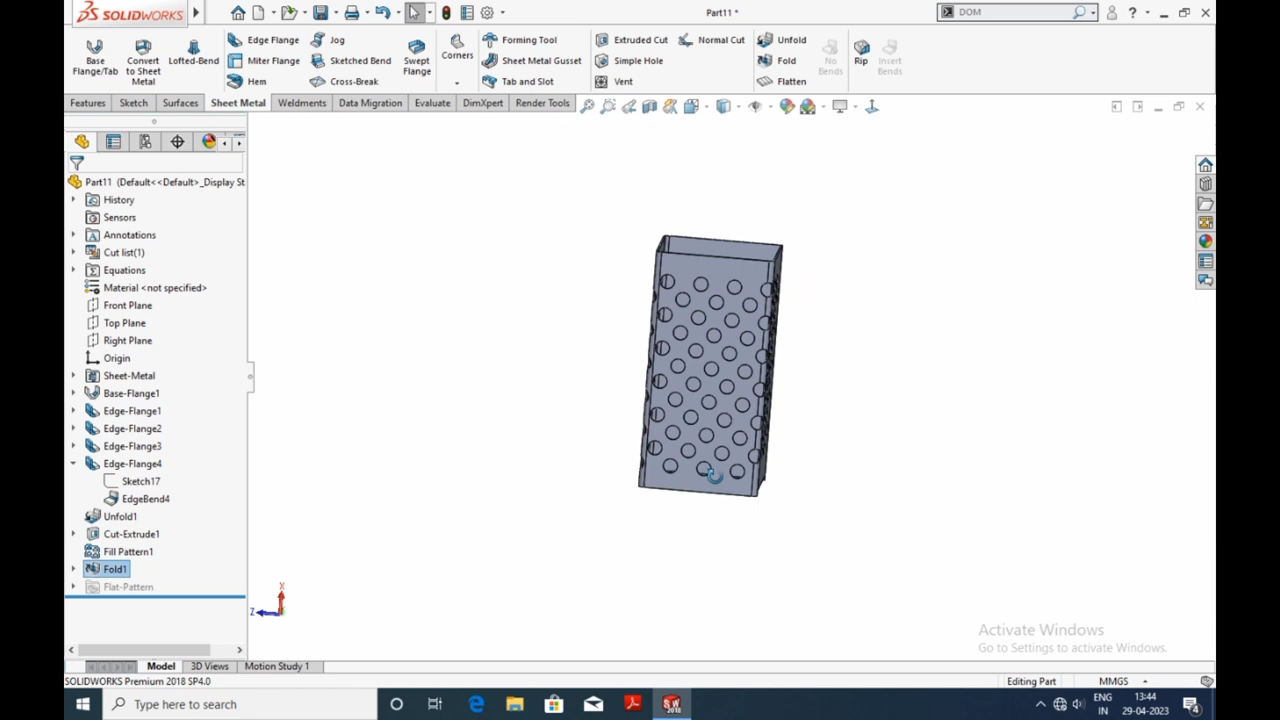 SOLIDWORKS
Part11 *
DOM
Base
Flange/Tab
Convert
to Sheet
Metal
Lofted-Bend
Edge Flange
Miter Flange
Hem
Jog
Sketched Bend
Cross-Break
Swept
Flange
Corners
Forming Tool
Sheet Metal Gusset
Tab and Slot
Extruded Cut
Simple Hole
Vent
Normal Cut
Unfold
Fold
Flatten
No
Bends
Rip
Insert
Bends
Features
Sketch
Surfaces
Sheet Metal
Weldments
Data Migration
Evaluate
DimXpert
Render Tools
Part11 (Default<<Default>_Display St
History
Sensors
Annotations
Cut list(1)
Equations
Material <not specified>
Front Plane
Top Plane
Right Plane
Origin
Sheet-Metal
Base-Flange1
Edge-Flange1
Edge-Flange2
Edge-Flange3
Edge-Flange4
Sketch17
EdgeBend4
Unfold1
Cut-Extrude1
Fill Pattern1
Fold1
Flat-Pattern
X
Z
Activate Windows
Go to Settings to activate Windows.
Model
3D Views
Motion Study 1
SOLIDWORKS Premium 2018 SP4.0
Editing Part
MMGS
Type here to search
ENG
IN
13:44
29-04-2023
4